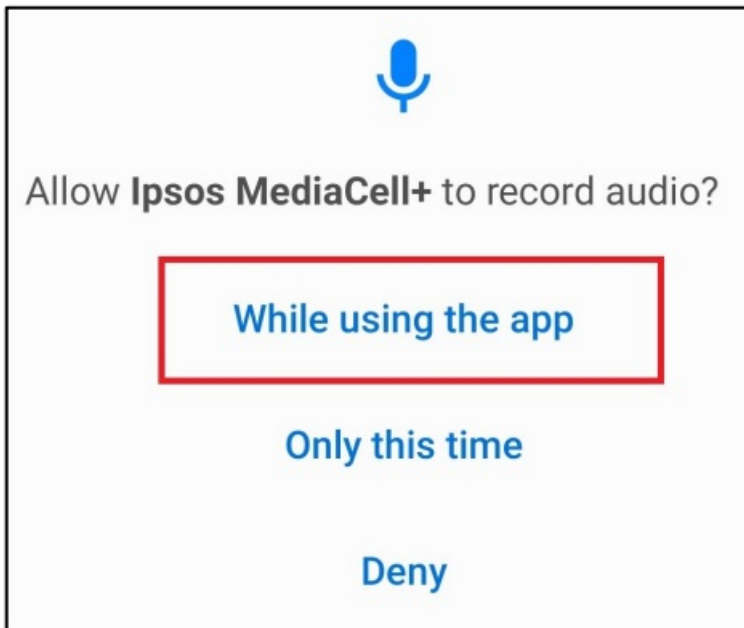 Allow Ipsos MediaCell+ to record audio?
While using the app
Only this time
Deny